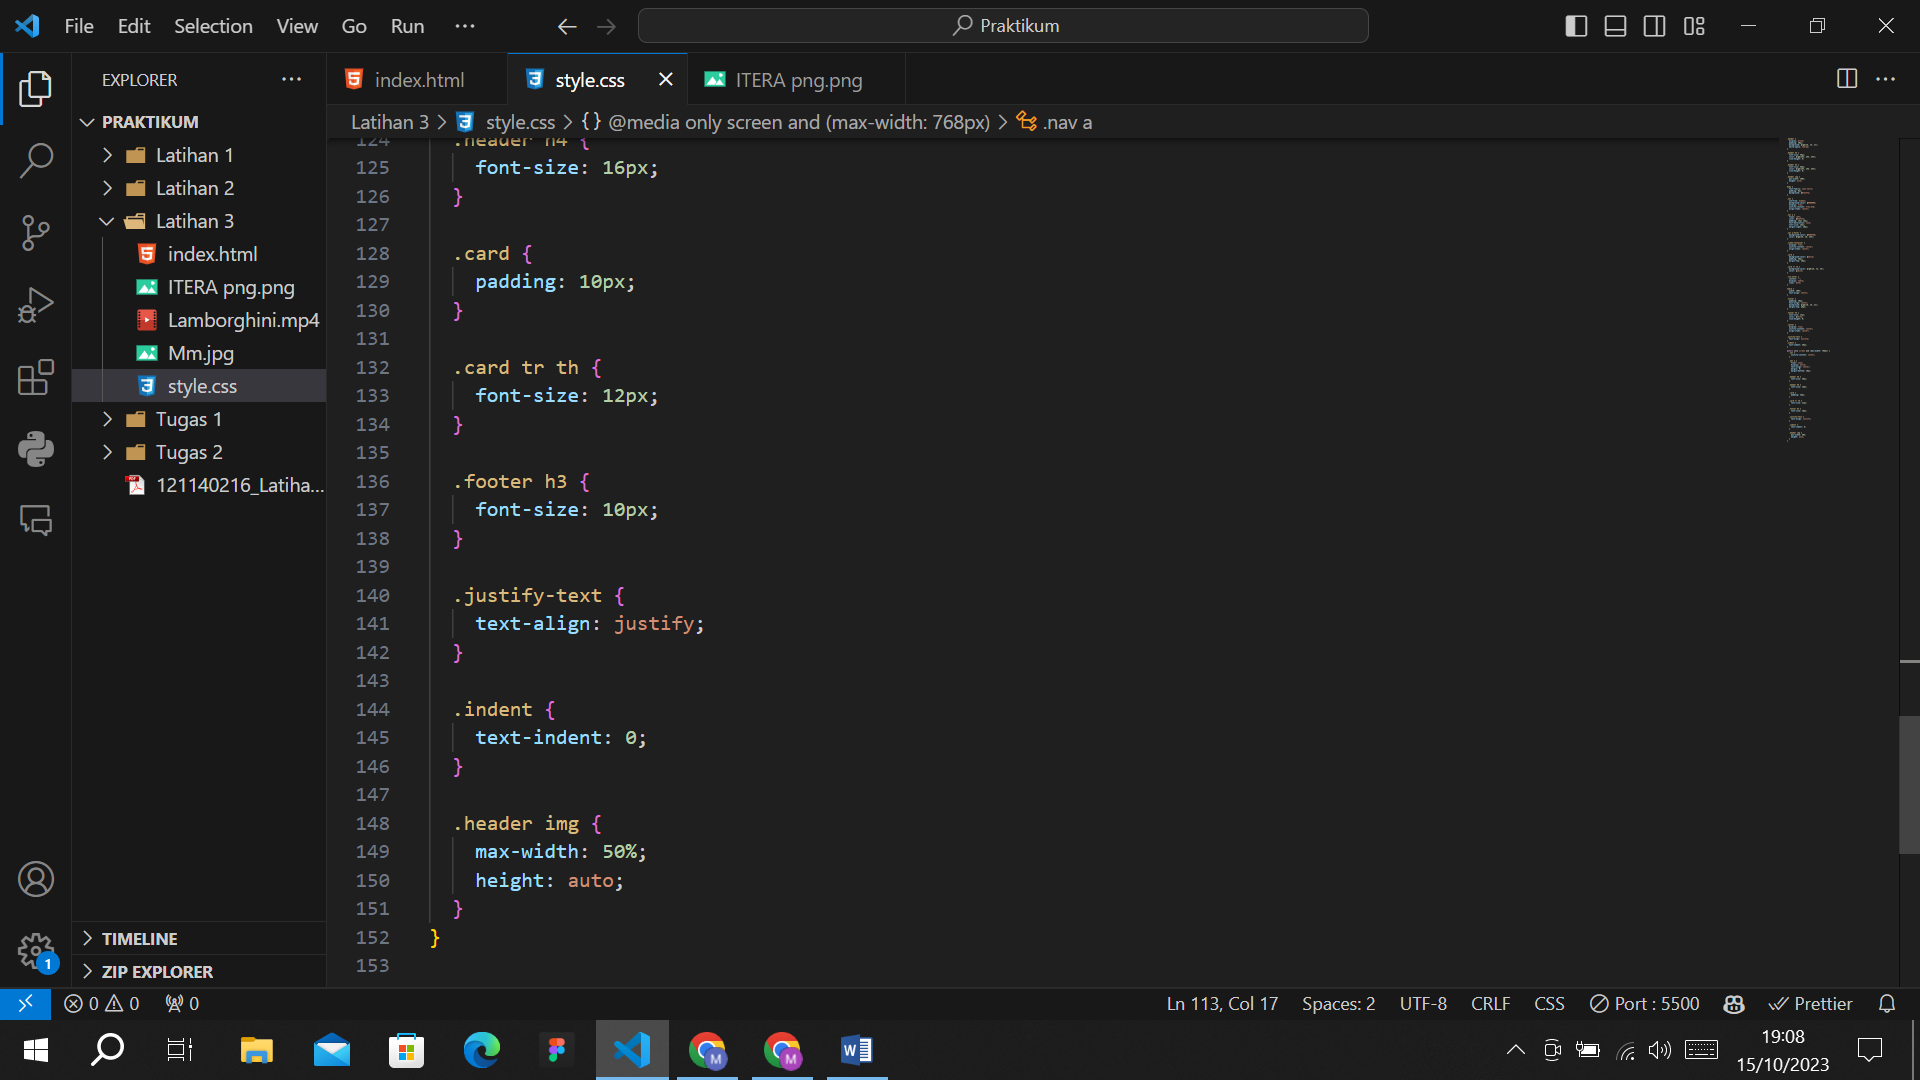 File Edit Selection View Go Run ···
Praktikum
EXPLORER ···
index.html
style.css
ITERA png.png
PRAKTIKUM
Latihan 1
Latihan 2
Latihan 3
index.html
ITERA png.png
Lamborghini.mp4
Mm.jpg
style.css
Tugas 1
Tugas 2
121140216_Latiha...
TIMELINE
ZIP EXPLORER
Latihan 3 > style.css > {} @media only screen and (max-width: 768px) > .nav a
124 .header h4 {
125 font-size: 16px;
126 }
127
128 .card {
129 padding: 10px;
130 }
131
132 .card tr th {
133 font-size: 12px;
134 }
135
136 .footer h3 {
137 font-size: 10px;
138 }
139
140 .justify-text {
141 text-align: justify;
142 }
143
144 .indent {
145 text-indent: 0;
146 }
147
148 .header img {
149 max-width: 50%;
150 height: auto;
151 }
152 }
153
1
0 0 0
Ln 113, Col 17 Spaces: 2 UTF-8 CRLF CSS Port : 5500 Prettier
M
M
W
19:08
15/10/2023